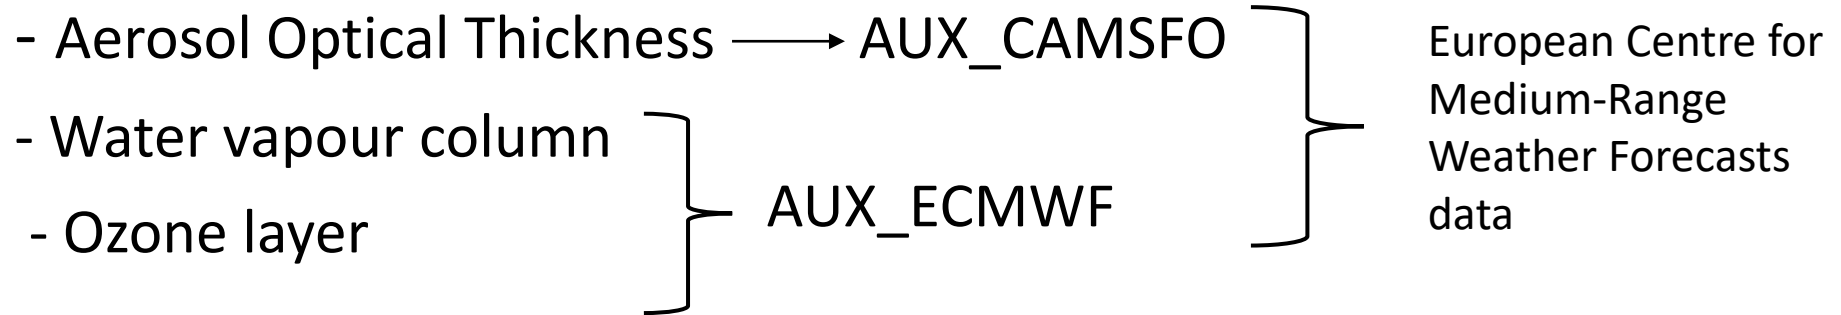 - Aerosol Optical Thickness
AUX_CAMSFO
- Water vapour column
- Ozone layer
AUX_ECMWF
European Centre for
Medium-Range
Weather Forecasts
data